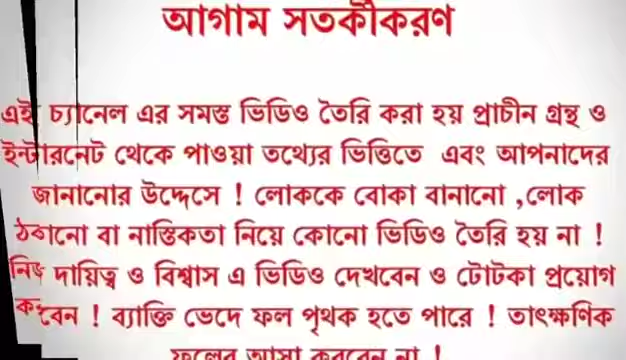 আগাম সতর্কীকরণ
এই চ্যানেল এর সমস্ত ভিডিও তৈরি করা হয় প্রাচীন গ্রন্থ ও
ইন্টারনেট থেকে পাওয়া তথ্যের ভিত্তিতে এবং আপনাদের
জানানোর উদ্দেসে ! লোককে বোকা বানানো ,লোক
ঠকানো বা নাস্তিকতা নিয়ে কোনো ভিডিও তৈরি হয় না !
নিজ দায়িত্ব ও বিশ্বাস এ ভিডিও দেখবেন ও টোটকা প্রয়োগ
করবেন ! ব্যাক্তি ভেদে ফল পৃথক হতে পারে ! তাৎক্ষণিক
ফলের আসা করবেন না !